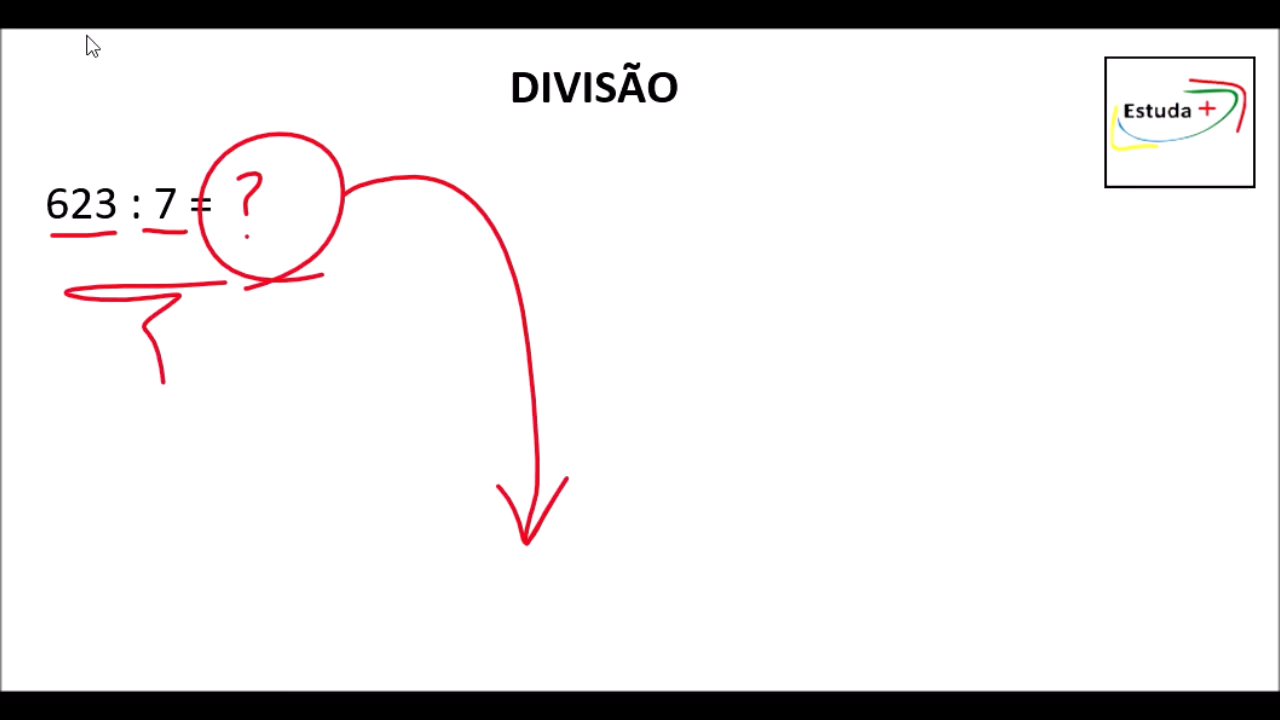 DIVISÃO
Estuda +
623 : 7 = ?